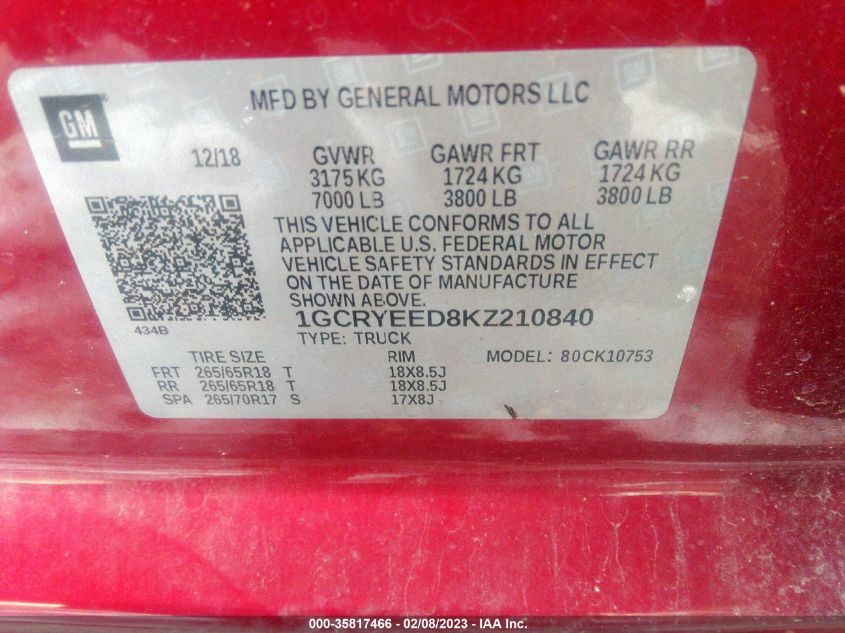 MFD BY GENERAL MOTORS LLC
GM
12/18 GVWR GAWR FRT GAWR RR
3175 KG 1724 KG 1724 KG
7000 LB 3800 LB 3800 LB
THIS VEHICLE CONFORMS TO ALL
APPLICABLE U.S. FEDERAL MOTOR
VEHICLE SAFETY STANDARDS IN EFFECT
ON THE DATE OF MANUFACTURE
SHOWN ABOVE.
434B
1GCRYEED8KZ210840
TYPE: TRUCK
TIRE SIZE RIM MODEL: 80CK10753
FRT 265/65R18 T 18X8.5J
RR 265/65R18 T 18X8.5J
SPA 265/70R17 S 17X8J
000-35817466 - 02/08/2023 - IAA Inc.